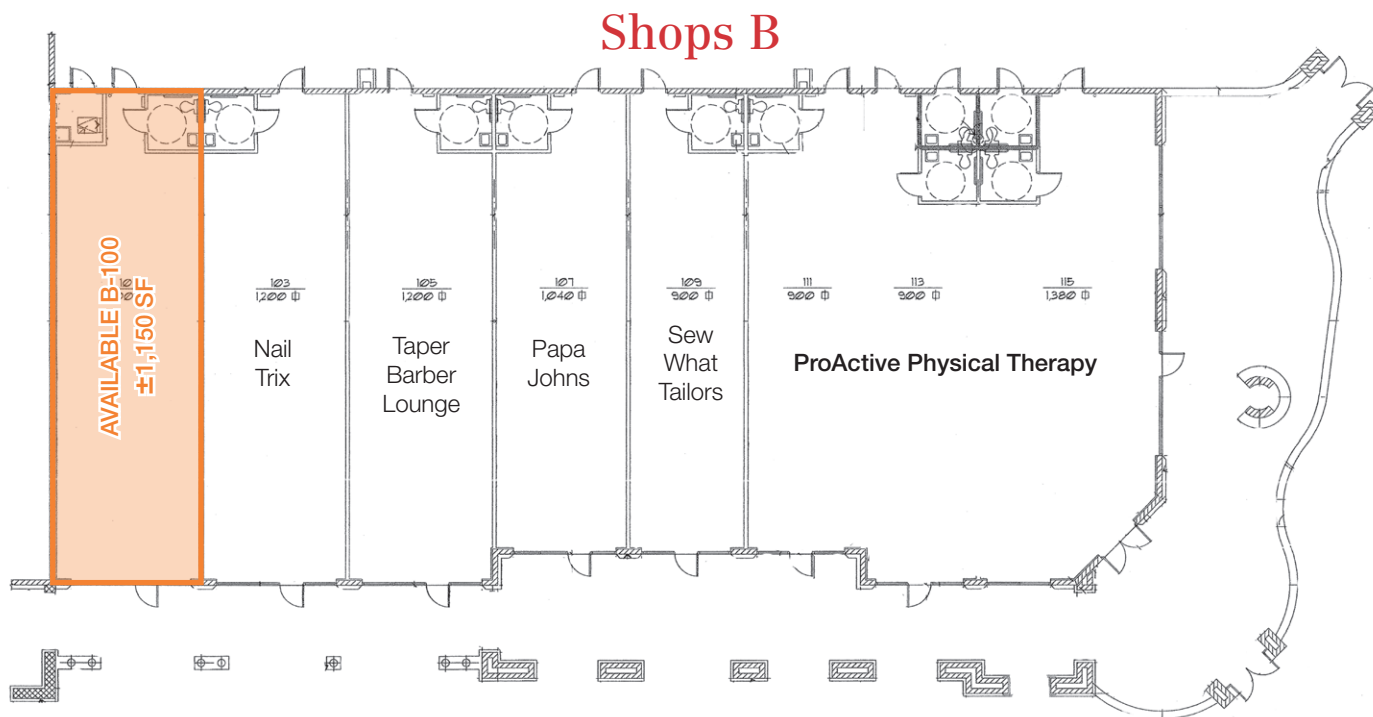 Shops B
AVAILABLE B-100
±1,150 SF
103
1,200
105
1,200
107
1,040
109
900
111
900
113
900
115
1,380
Nail
Trix
Taper
Barber
Lounge
Papa
Johns
Sew
What
Tailors
ProActive Physical Therapy